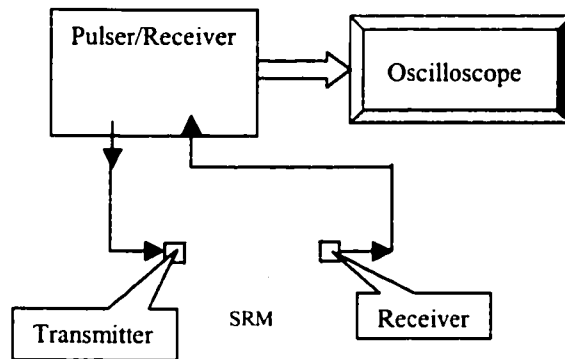 Pulser/Receiver
Oscilloscope
Transmitter
SRM
Receiver